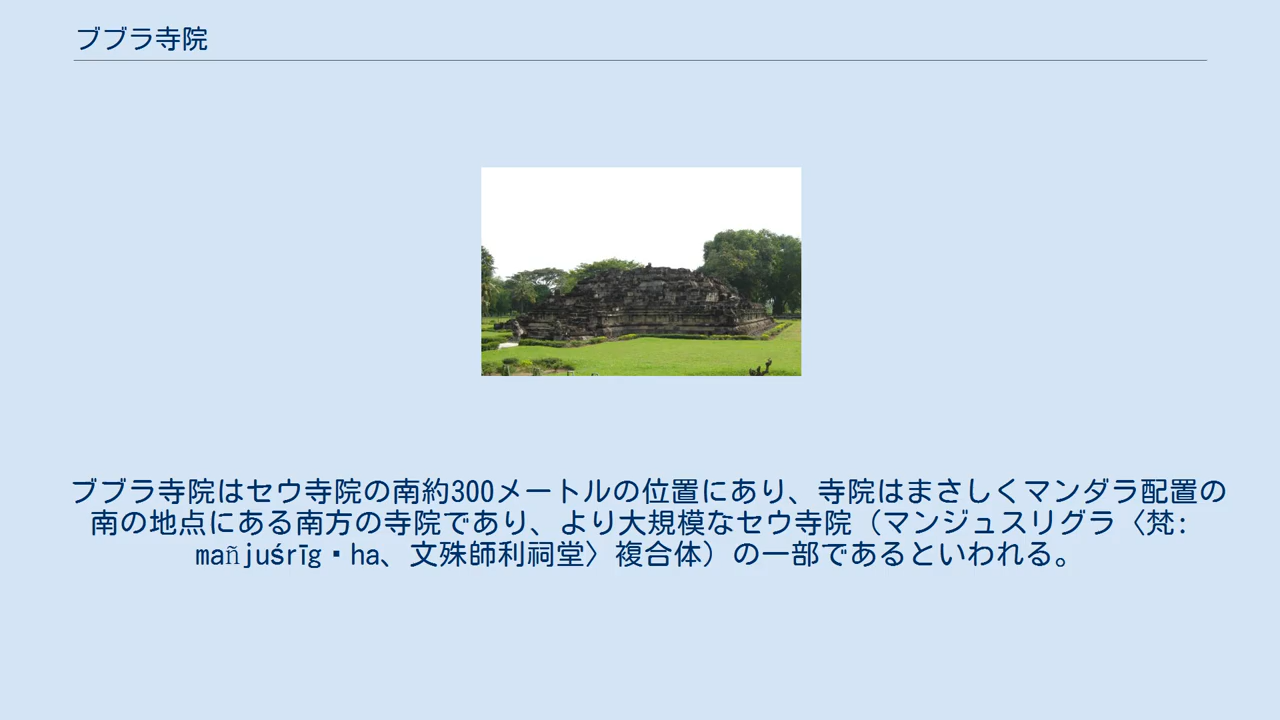 ブブラ寺院
ブブラ寺院はセウ寺院の南約300メートルの位置にあり、寺院はまさしくマンダラ配置の
南の地点にある南方の寺院であり、より大規模なセウ寺院（マンジュスリグラ〈梵:
mañjuśrīg▪ha、文殊師利祠堂〉複合体）の一部であるといわれる。